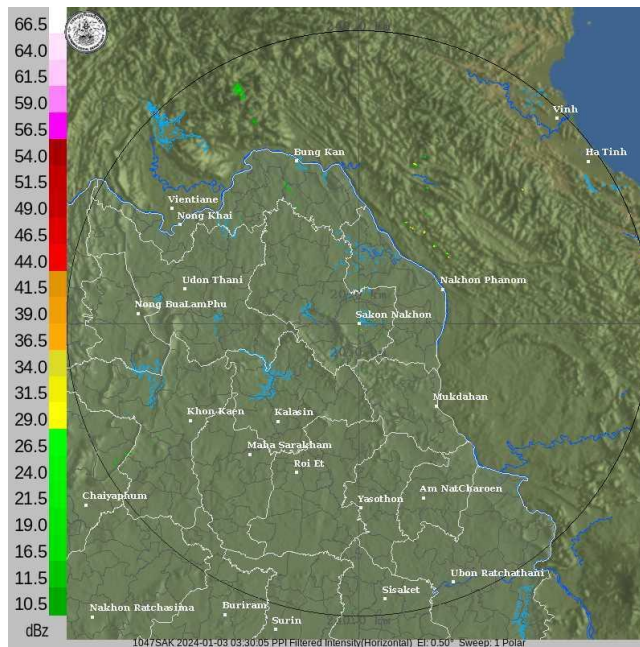 66.5
64.0
61.5
59.0
56.5
54.0
51.5
49.0
46.5
44.0
41.5
39.0
36.5
34.0
31.5
29.0
26.5
24.0
21.5
19.0
16.5
11.5
10.5
dBz
Vinh
Ha Tinh
Bung Kan
Vientiane
Nong Khai
Udon Thani
Nakhon Phanom
Nong BuaLamPhu
Sakon Nakhon
Mukdahan
Khon Kaen
Kalasin
Maha Sarakham
Roi Et
Chaiyaphum
Am NatCharoen
Yasothon
Ubon Ratchathani
Sisaket
Nakhon Ratchasima
Buriram
Surin
1047SAK 2024-01-03 03:30:05 PPI Filtered Intensity(Horizontal) El: 0.50° Sweep: 1 Polar